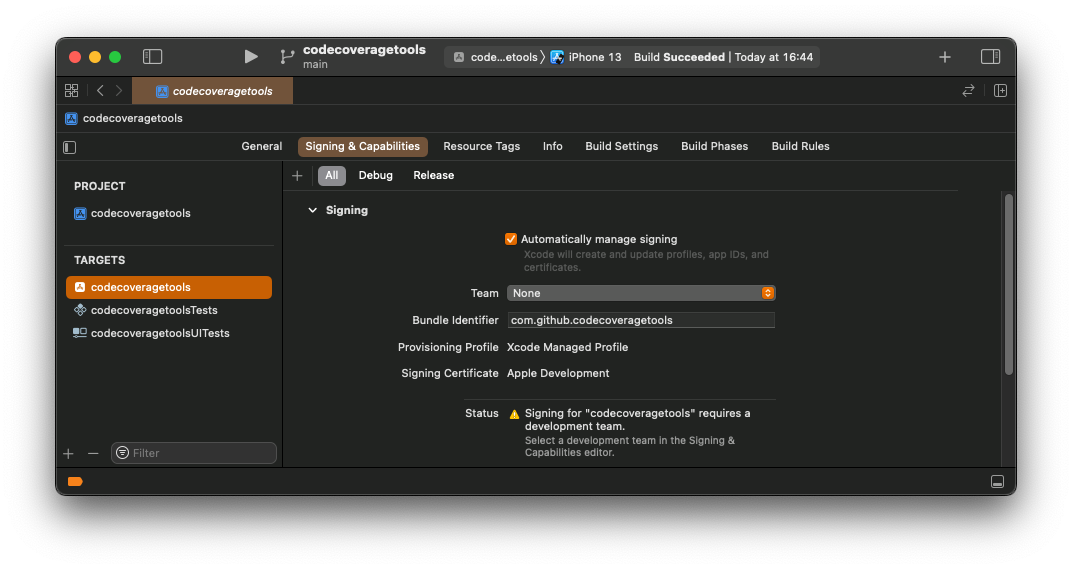 codecoveragetools
main
code…etools
iPhone 13
Build Succeeded | Today at 16:44
codecoveragetools
codecoveragetools
General
Signing & Capabilities
Resource Tags
Info
Build Settings
Build Phases
Build Rules
PROJECT
codecoveragetools
TARGETS
codecoveragetools
codecoveragetoolsTests
codecoveragetoolsUITests
Filter
All
Debug
Release
Signing
Automatically manage signing
Xcode will create and update profiles, app IDs, and
certificates.
Team
None
Bundle Identifier
com.github.codecoveragetools
Provisioning Profile
Xcode Managed Profile
Signing Certificate
Apple Development
Status
Signing for "codecoveragetools" requires a
development team.
Select a development team in the Signing &
Capabilities editor.